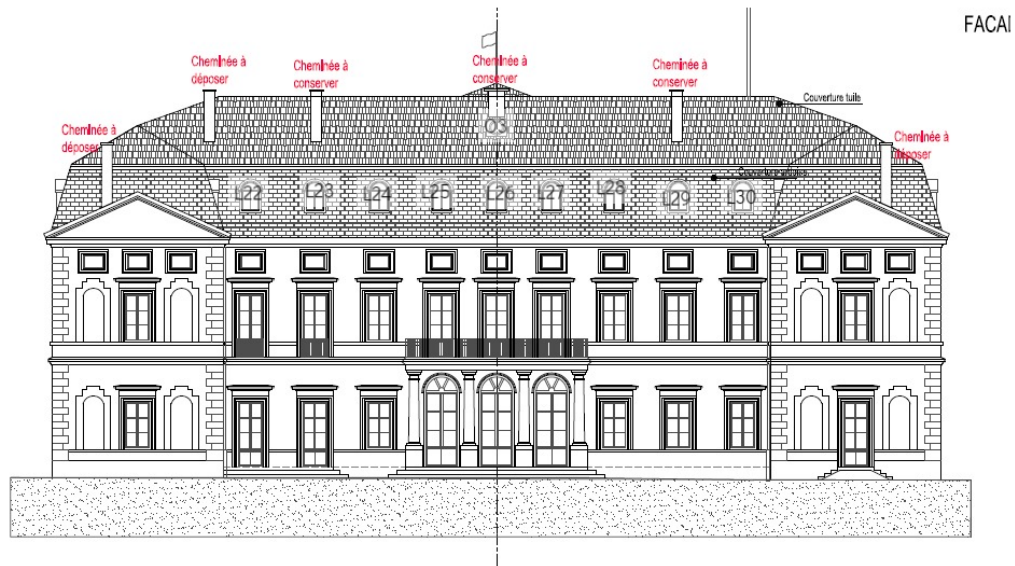 FACAI
Cheminée à
déposer
Cheminée à
conserver
Cheminée à
conserver
Cheminée à
conserver
Couverture tuile
Cheminée à
déposer
O3
Cheminée à
déposer
Couverture
L22
L23
L24
L25
L26
L27
L28
L29
L30